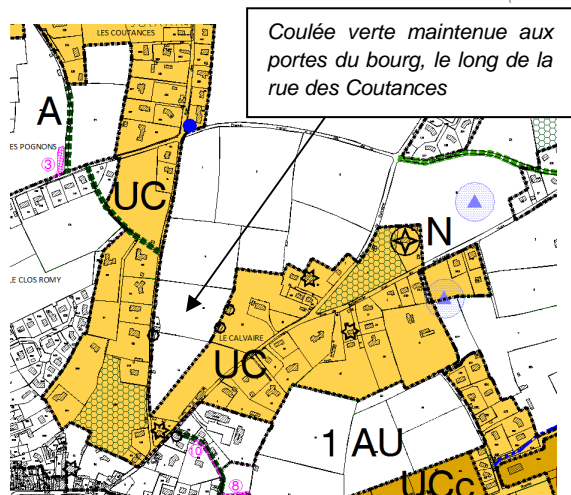 LES COUTANCES
Coulée verte maintenue aux
portes du bourg, le long de la
rue des Coutances
A
ES POGNONS
3
UC
N
LE CLOS ROMY
LE CALVAIRE
UC
1 AU
10
8
UCc